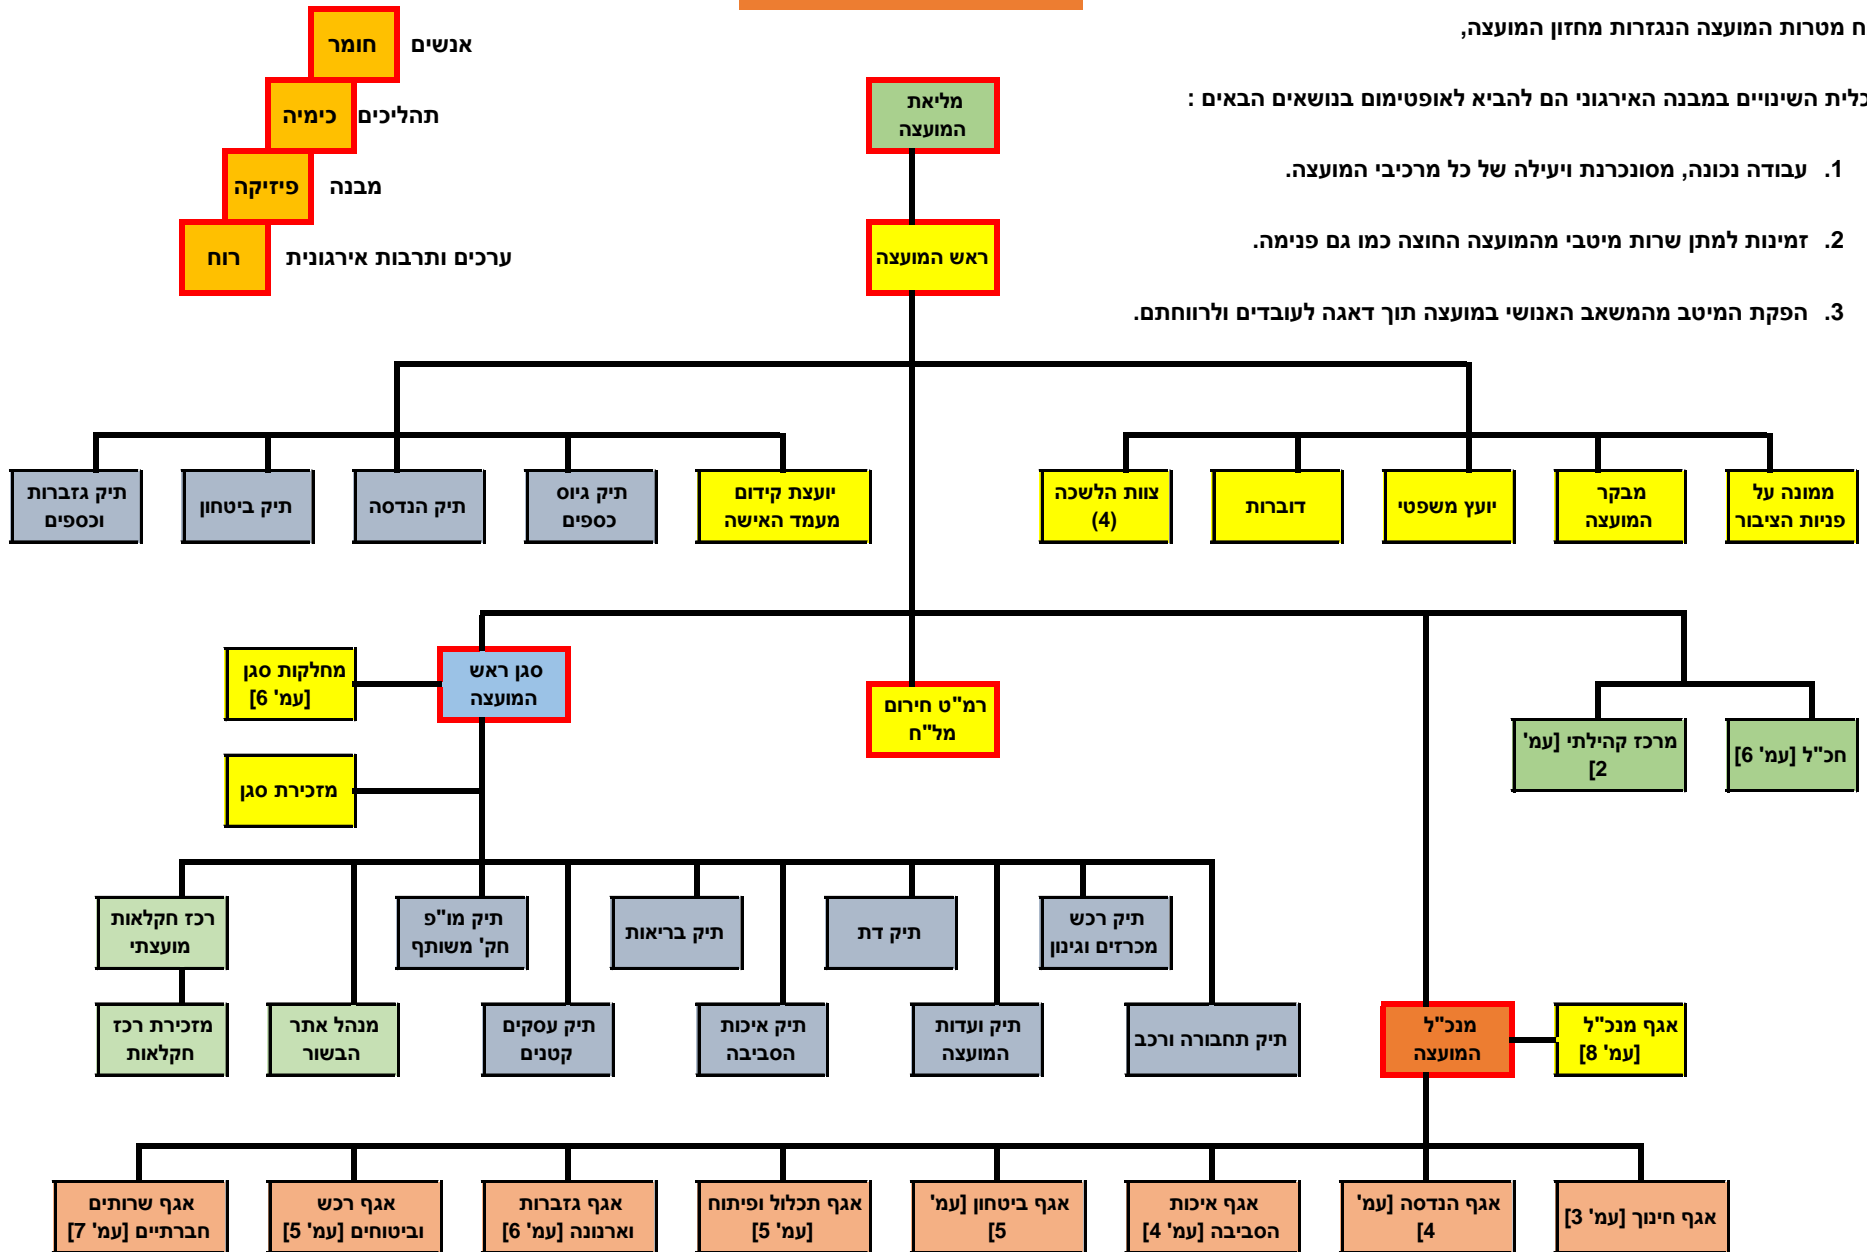 ח מטרות המועצה הנגזרות מחזון המועצה,
כלית השינויים במבנה האירגוני הם להביא לאופטימום בנושאים הבאים :
1. עבודה נכונה, מסונכרנת ויעילה של כל מרכיבי המועצה.
2. זמינות למתן שרות מיטבי מהמועצה החוצה כמו גם פנימה.
3. הפקת המיטב מהמשאב האנושי במועצה תוך דאגה לעובדים ולרווחתם.
אנשים חומר
תהליכים כימיה
מבנה פיזיקה
ערכים ותרבות אירגונית רוח
מליאת
המועצה
ראש המועצה
ממונה על
פניות הציבור
מבקר
המועצה
יועץ משפטי
דוברות
צוות הלשכה
(4)
יועצת קידום
מעמד האישה
תיק גיוס
כספים
תיק הנדסה
תיק ביטחון
תיק גזברות
וכספים
חכ"ל [עמ' 6]
מרכז קהילתי [עמ'
2]
רמ"ט חירום
מל"ח
סגן ראש
המועצה
מחלקות סגן
[עמ' 6]
מזכירת סגן
תיק רכש
מכרזים וגינון
תיק דת
תיק בריאות
תיק מו"פ
חק' משותף
רכז חקלאות
מועצתי
תיק תחבורה ורכב
תיק ועדות
המועצה
תיק איכות
הסביבה
תיק עסקים
קטנים
מנהל אתר
הבשור
מזכירת רכז
חקלאות
אגף מנכ"ל
[עמ' 8]
מנכ"ל
המועצה
אגף חינוך [עמ' 3]
אגף הנדסה [עמ'
4]
אגף איכות
הסביבה [עמ' 4]
אגף ביטחון [עמ'
5]
אגף תכלול ופיתוח
[עמ' 5]
אגף גזברות
וארנונה [עמ' 6]
אגף רכש
וביטוחים [עמ' 5]
אגף שרותים
חברתיים [עמ' 7]